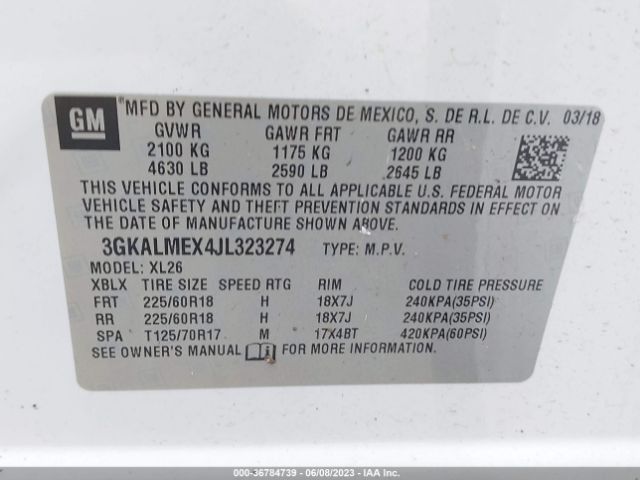 GM
®MFD BY GENERAL MOTORS DE MEXICO, S. DE R.L. DE C.V. 03/18
GVWR GAWR FRT GAWR RR
2100 KG 1175 KG 1200 KG
4630 LB 2590 LB 2645 LB
THIS VEHICLE CONFORMS TO ALL APPLICABLE U.S. FEDERAL MOTOR
VEHICLE SAFETY AND THEFT PREVENTION STANDARDS IN EFFECT ON
THE DATE OF MANUFACTURE SHOWN ABOVE.
3GKALMEX4JL323274 TYPE: M.P.V.
MODEL: XL26
XBLX TIRE SIZE SPEED RTG RIM COLD TIRE PRESSURE
FRT 225/60R18 H 18X7J 240KPA(35PSI)
RR 225/60R18 H 18X7J 240KPA(35PSI)
SPA T125/70R17 M 17X4BT 420KPA(60PSI)
SEE OWNER'S MANUAL FOR MORE INFORMATION.
000-36784739 - 06/08/2023 - IAA Inc.